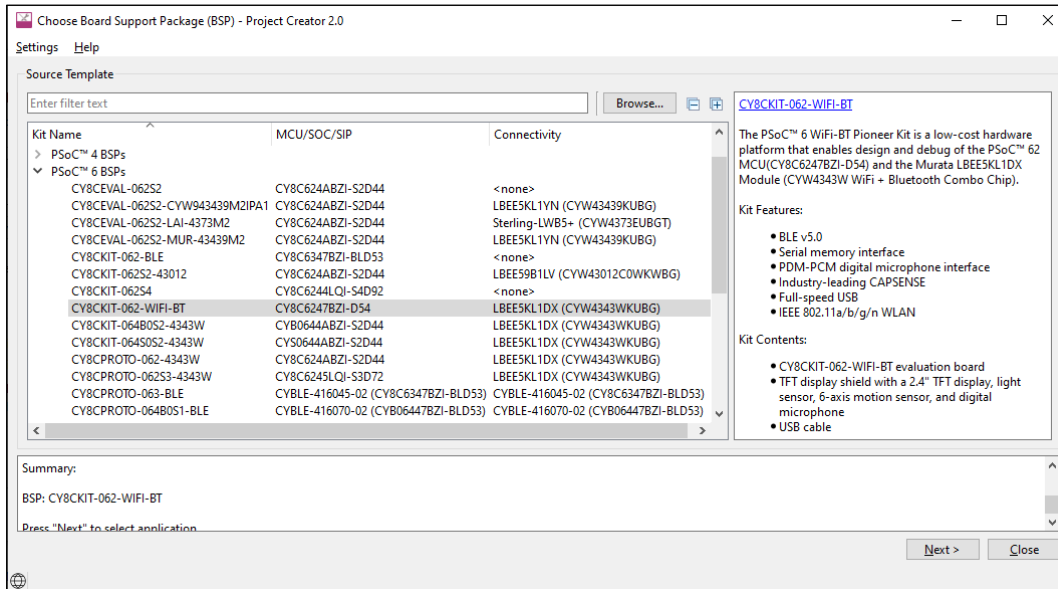 Choose Board Support Package (BSP) - Project Creator 2.0
Settings Help
Source Template
Enter filter text
Browse...
Kit Name MCU/SOC/SIP Connectivity
PSoC™ 4 BSPs
PSoC™ 6 BSPs
CY8CEVAL-062S2 CY8C624ABZI-S2D44 <none>
CY8CEVAL-062S2-CYW943439M2IPA1 CY8C624ABZI-S2D44 LBEE5KL1YN (CYW43439KUBG)
CY8CEVAL-062S2-LAI-4373M2 CY8C624ABZI-S2D44 Sterling-LWB5+ (CYW4373EUBGT)
CY8CEVAL-062S2-MUR-43439M2 CY8C624ABZI-S2D44 LBEE5KL1YN (CYW43439KUBG)
CY8CKIT-062-BLE CY8C6347BZI-BLD53 <none>
CY8CKIT-062S2-43012 CY8C624ABZI-S2D44 LBEE59B1LV (CYW43012C0WKWBG)
CY8CKIT-062S4 CY8C6244LQI-S4D92 <none>
CY8CKIT-062-WIFI-BT CY8C6247BZI-D54 LBEE5KL1DX (CYW4343WKUBG)
CY8CKIT-064B0S2-4343W CYB0644ABZI-S2D44 LBEE5KL1DX (CYW4343WKUBG)
CY8CKIT-064S0S2-4343W CYS0644ABZI-S2D44 LBEE5KL1DX (CYW4343WKUBG)
CY8CPROTO-062-4343W CY8C624ABZI-S2D44 LBEE5KL1DX (CYW4343WKUBG)
CY8CPROTO-062S3-4343W CY8C6245LQI-S3D72 LBEE5KL1DX (CYW4343WKUBG)
CY8CPROTO-063-BLE CYBLE-416045-02 (CY8C6347BZI-BLD53) CYBLE-416045-02 (CY8C6347BZI-BLD53)
CY8CPROTO-064B0S1-BLE CYBLE-416070-02 (CYB06447BZI-BLD53) CYBLE-416070-02 (CYB06447BZI-BLD53)
CY8CKIT-062-WIFI-BT
The PSoC™ 6 WiFi-BT Pioneer Kit is a low-cost hardware
platform that enables design and debug of the PSoC™ 62
MCU(CY8C6247BZI-D54) and the Murata LBEE5KL1DX
Module (CYW4343W WiFi + Bluetooth Combo Chip).
Kit Features:
• BLE v5.0
• Serial memory interface
• PDM-PCM digital microphone interface
• Industry-leading CAPSENSE
• Full-speed USB
• IEEE 802.11a/b/g/n WLAN
Kit Contents:
• CY8CKIT-062-WIFI-BT evaluation board
• TFT display shield with a 2.4" TFT display, light
sensor, 6-axis motion sensor, and digital
microphone
• USB cable
Summary:
BSP: CY8CKIT-062-WIFI-BT
Press "Next" to select application
Next >
Close